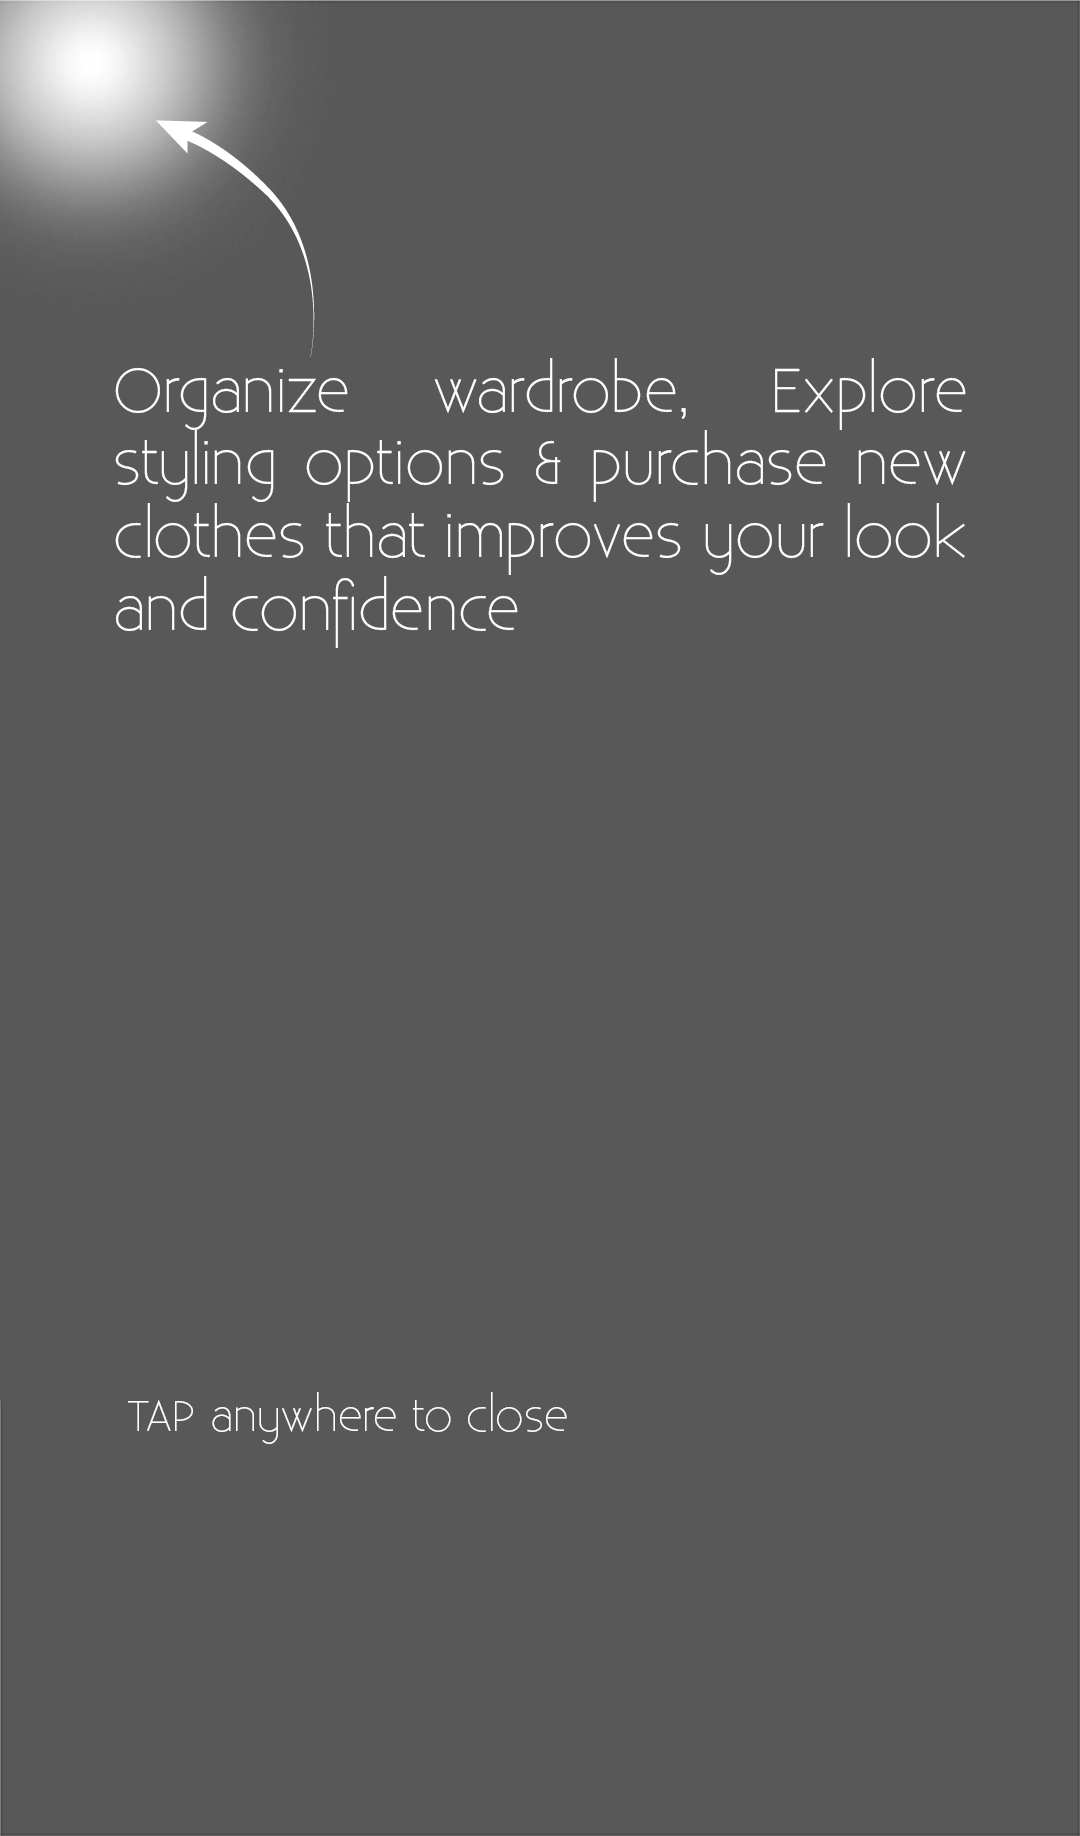 Organize wardrobe, Explore
styling options & purchase new
clothes that improves your look
and confidence
TAP anywhere to close